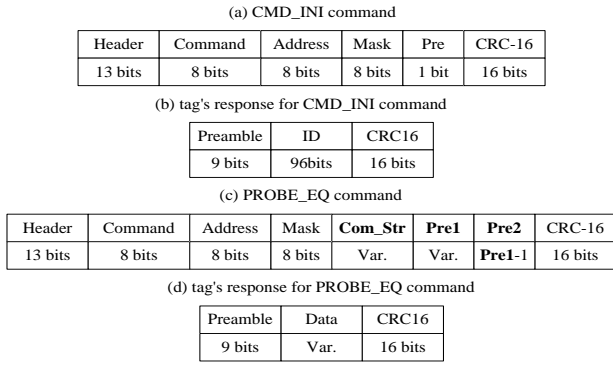 (a) CMD_INI command
Header Command Address Mask Pre CRC-16
13 bits 8 bits 8 bits 8 bits 1 bit 16 bits
(b) tag's response for CMD_INI command
Preamble ID CRC16
9 bits 96bits 16 bits
(c) PROBE_EQ command
Header Command Address Mask Com_Str Pre1 Pre2 CRC-16
13 bits 8 bits 8 bits 8 bits Var. Var. Pre1-1 16 bits
(d) tag's response for PROBE_EQ command
Preamble Data CRC16
9 bits Var. 16 bits